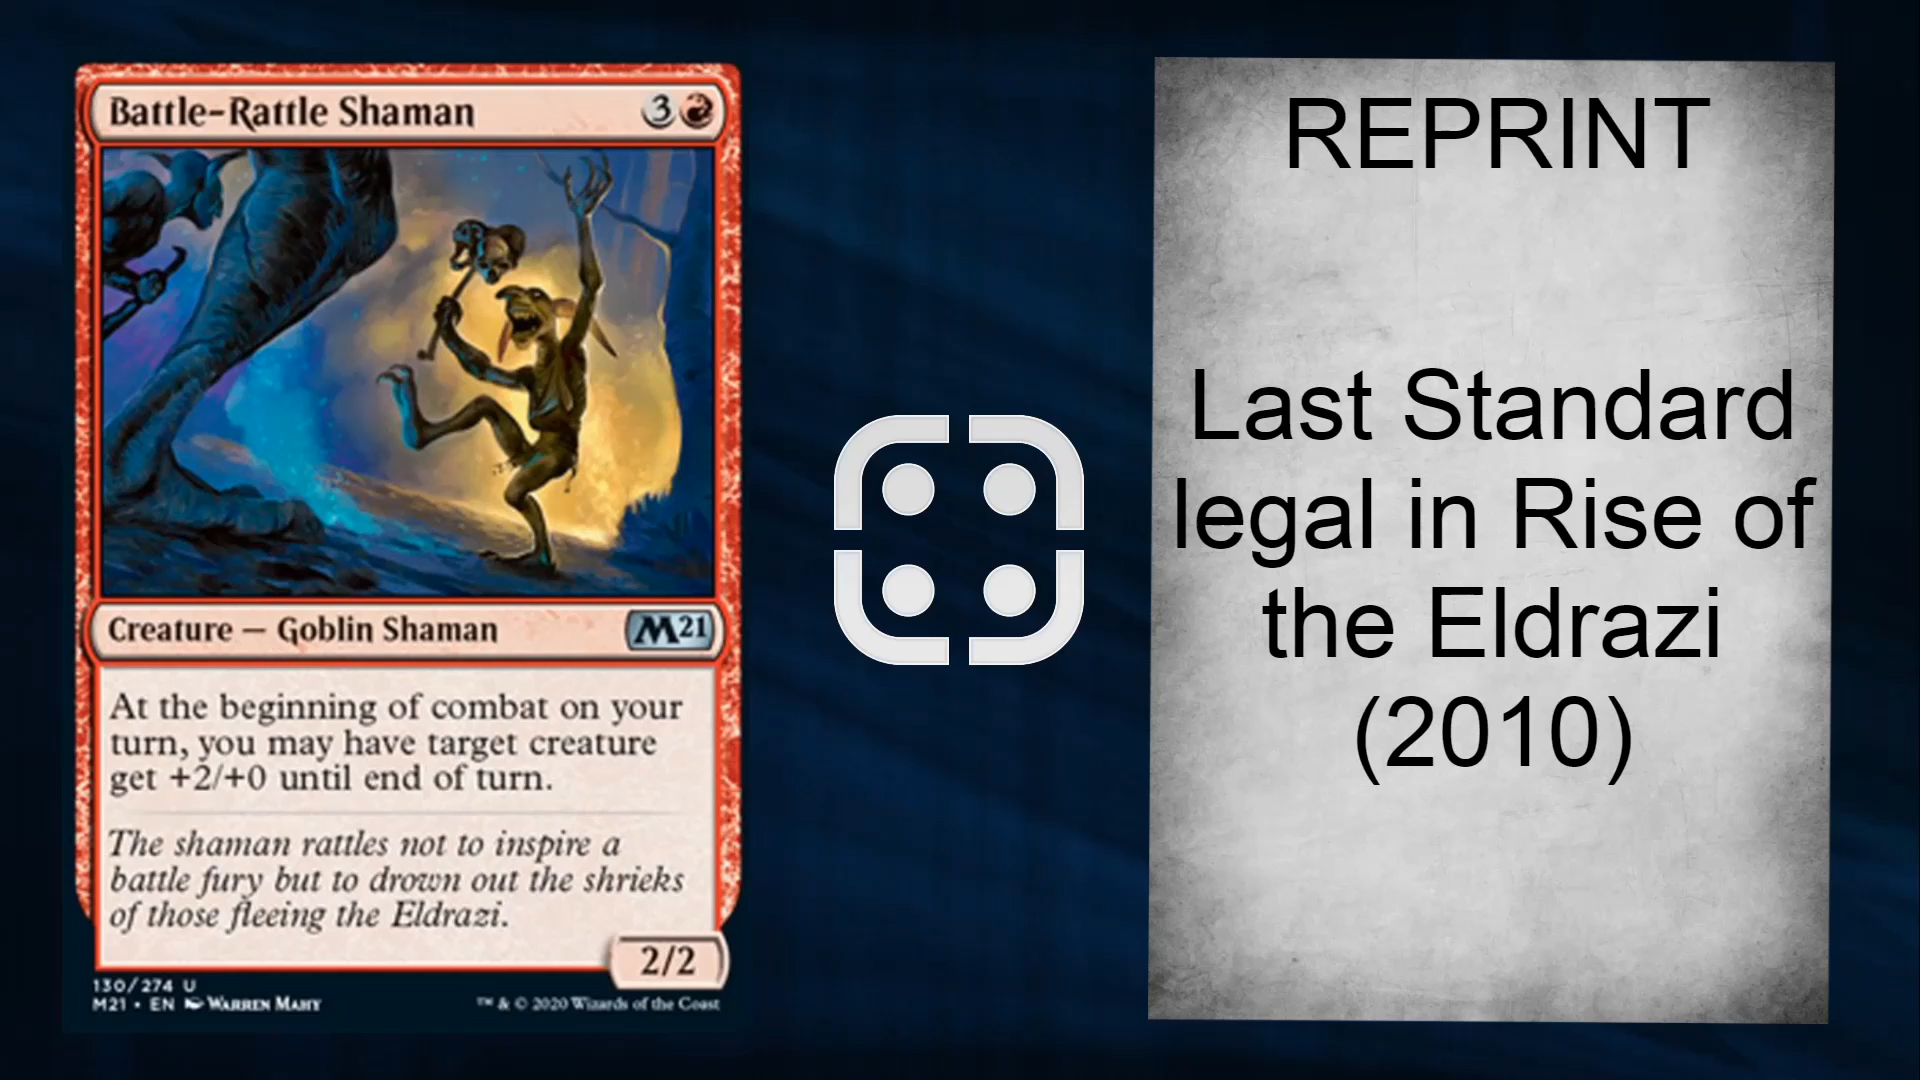 Battle-Rattle Shaman
3
Creature — Goblin Shaman
M21
At the beginning of combat on your
turn, you may have target creature
get +2/+0 until end of turn.
The shaman rattles not to inspire a
battle fury but to drown out the shrieks
of those fleeing the Eldrazi.
2/2
130/274 U
M21 • EN Warren Mahy
™ & © 2020 Wizards of the Coast
REPRINT
Last Standard
legal in Rise of
the Eldrazi
(2010)